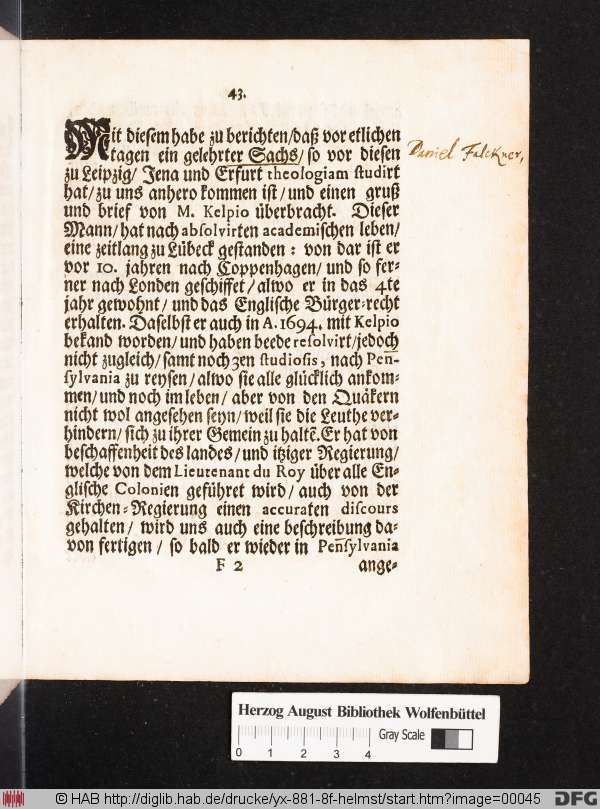 43.
Mit diesem habe zu berichten/daß vor etlichen
tagen ein gelehrter Sachs/ so vor diesen
zu Leipzig/ Jena und Erfurt theologiam studirt
hat/ zu uns anhero kommen ist/ und einen gruß
und brief von M. Kelpio überbracht. Dieser
Mann/ hat nach absolvirten academischen leben/
eine zeitlang zu Lübeck gestanden : von dar ist er
vor 10. jahren nach Coppenhagen/ und so fer-
ner nach Londen geschiffet/ alwo er in das 4te
jahr gewohnt/ und das Englische Bürger-recht
erhalten. Daselbst er auch in A. 1694. mit Kelpio
bekand worden/ und haben beede resolvirt/ jedoch
nicht zugleich/ samt noch 3en studiosis, nach Pen-
sylvania zu reysen/ alwo sie alle glücklich ankom-
men/ und noch im leben/ aber von den Quäkern
nicht wol angesehen seyn/ weil sie die Leuthe ver-
hindern/ sich zu ihrer Gemein zu haltē. Er hat von
beschaffenheit des landes/ und itziger Regierung/
welche von dem Lieutenant du Roy über alle En-
glische Colonien geführet wird/ auch von der
Kirchen-Regierung einen accuraten discours
gehalten/ wird uns auch eine beschreibung da-
von fertigen/ so bald er wieder in Peñsylvania
F 2 ange-
Daniel Falckner,
Herzog August Bibliothek Wolfenbüttel
Gray Scale
0 1 2 3 4
© HAB http://diglib.hab.de/drucke/yx-881-8f-helmst/start.htm?image=00045
DFG